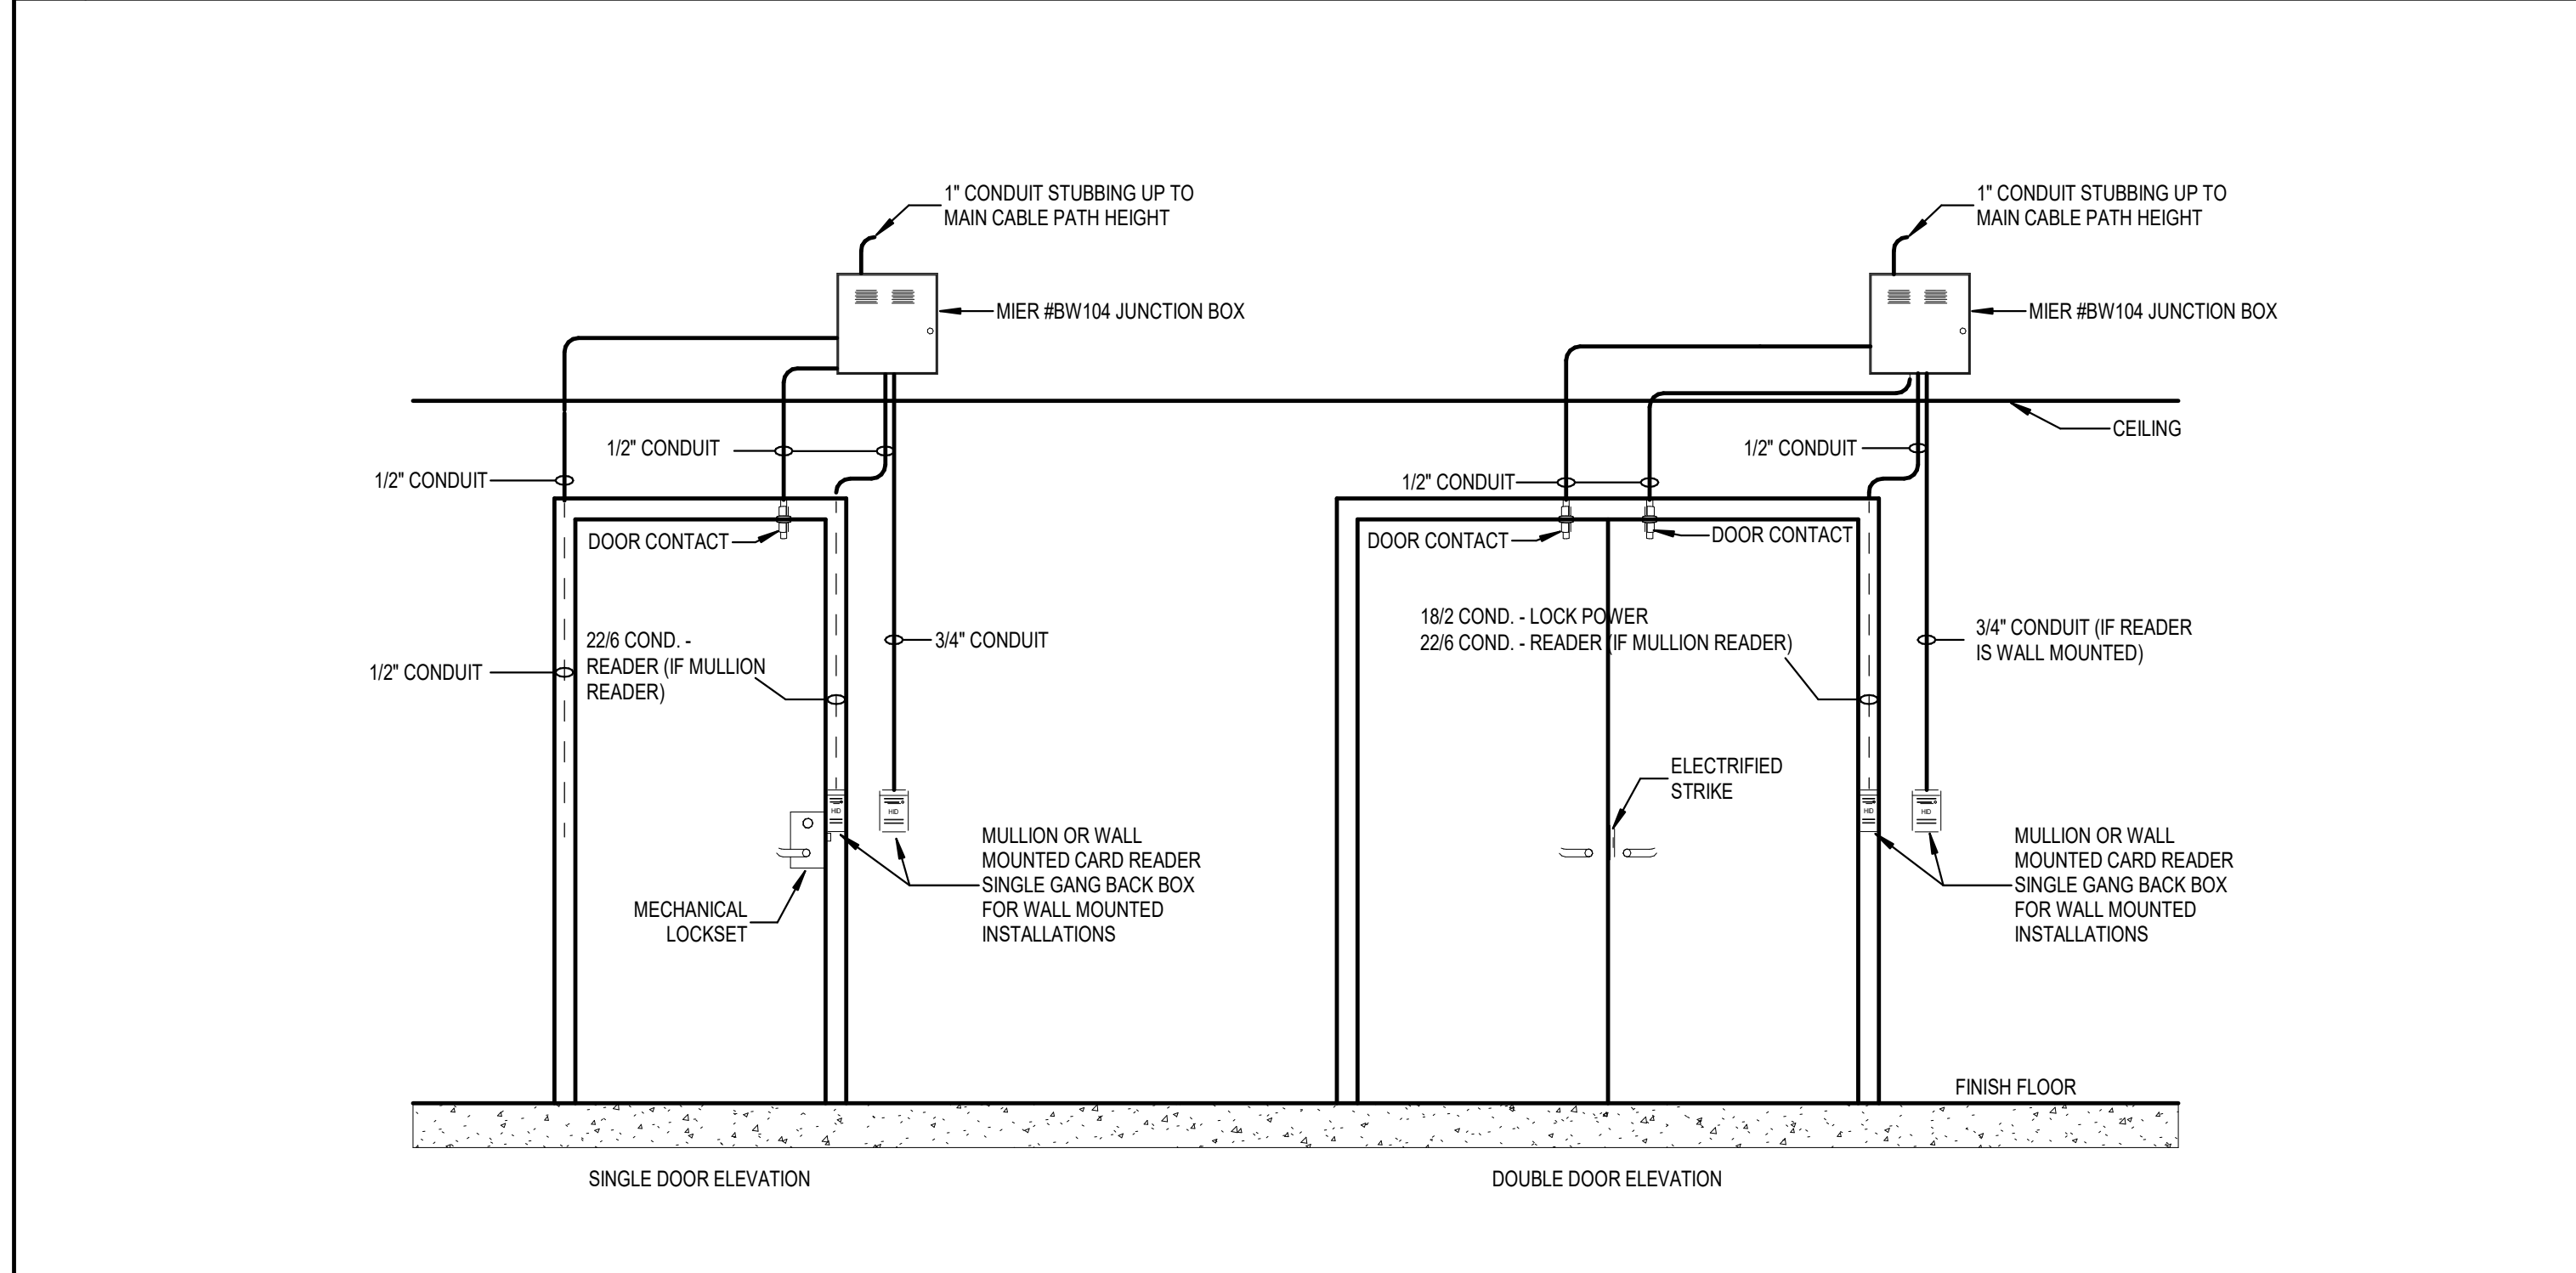 1" CONDUIT STUBBING UP TO
MAIN CABLE PATH HEIGHT
MIER #BW104 JUNCTION BOX
1/2" CONDUIT
1/2" CONDUIT
DOOR CONTACT
22/6 COND. -
READER (IF MULLION
READER)
1/2" CONDUIT
3/4" CONDUIT
HID
HID
MULLION OR WALL
MOUNTED CARD READER
SINGLE GANG BACK BOX
FOR WALL MOUNTED
INSTALLATIONS
MECHANICAL
LOCKSET
SINGLE DOOR ELEVATION
1" CONDUIT STUBBING UP TO
MAIN CABLE PATH HEIGHT
MIER #BW104 JUNCTION BOX
CEILING
1/2" CONDUIT
1/2" CONDUIT
DOOR CONTACT
DOOR CONTACT
18/2 COND. - LOCK POWER
22/6 COND. - READER (IF MULLION READER)
3/4" CONDUIT (IF READER
IS WALL MOUNTED)
ELECTRIFIED
STRIKE
HID
HID
MULLION OR WALL
MOUNTED CARD READER
SINGLE GANG BACK BOX
FOR WALL MOUNTED
INSTALLATIONS
FINISH FLOOR
DOUBLE DOOR ELEVATION